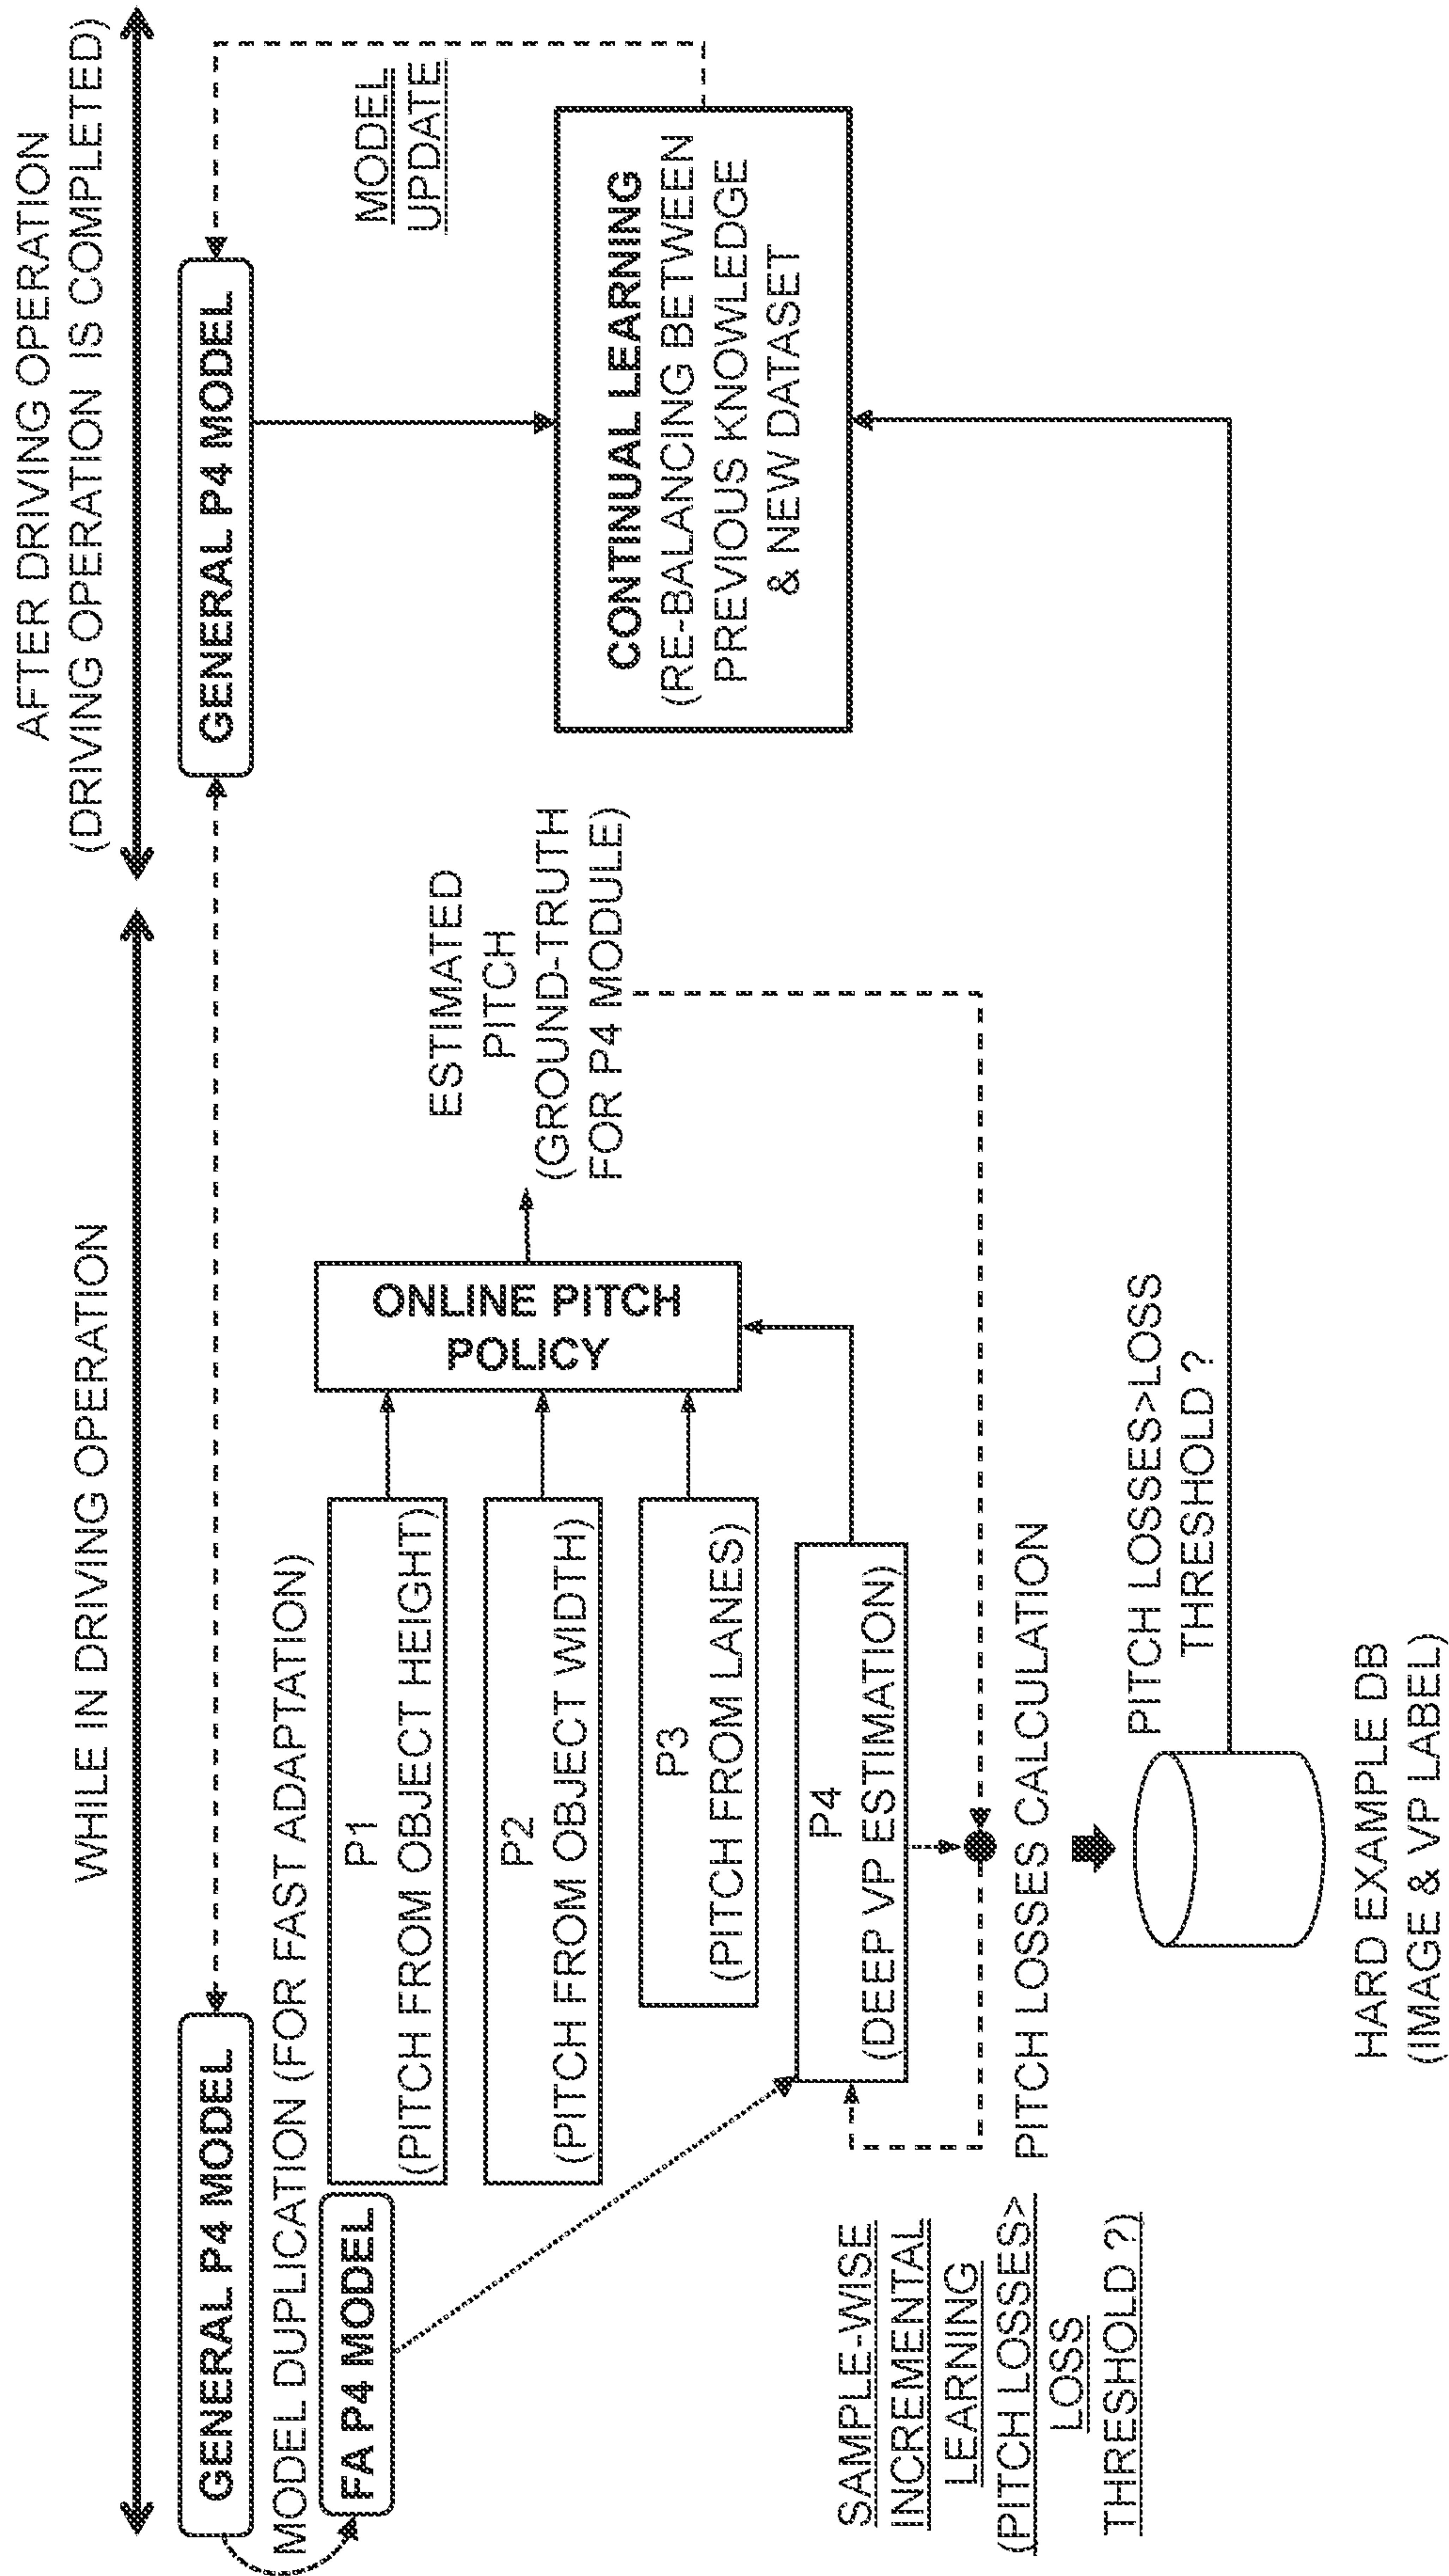 WHILE IN DRIVING OPERATION
AFTER DRIVING OPERATION
(DRIVING OPERATION IS COMPLETED)
GENERAL P4 MODEL
GENERAL P4 MODEL
MODEL DUPLICATION (FOR FAST ADAPTATION)
FA P4 MODEL
P1
(PITCH FROM OBJECT HEIGHT)
P2
(PITCH FROM OBJECT WIDTH)
P3
(PITCH FROM LANES)
P4
(DEEP VP ESTIMATION)
ONLINE PITCH
POLICY
ESTIMATED
PITCH
(GROUND-TRUTH
FOR P4 MODULE)
MODEL
UPDATE
CONTINUAL LEARNING
(RE-BALANCING BETWEEN
PREVIOUS KNOWLEDGE
& NEW DATASET
SAMPLE-WISE
INCREMENTAL
LEARNING
(PITCH LOSSES>
LOSS
THRESHOLD ?)
PITCH LOSSES CALCULATION
PITCH LOSSES>LOSS
THRESHOLD ?
HARD EXAMPLE DB
(IMAGE & VP LABEL)